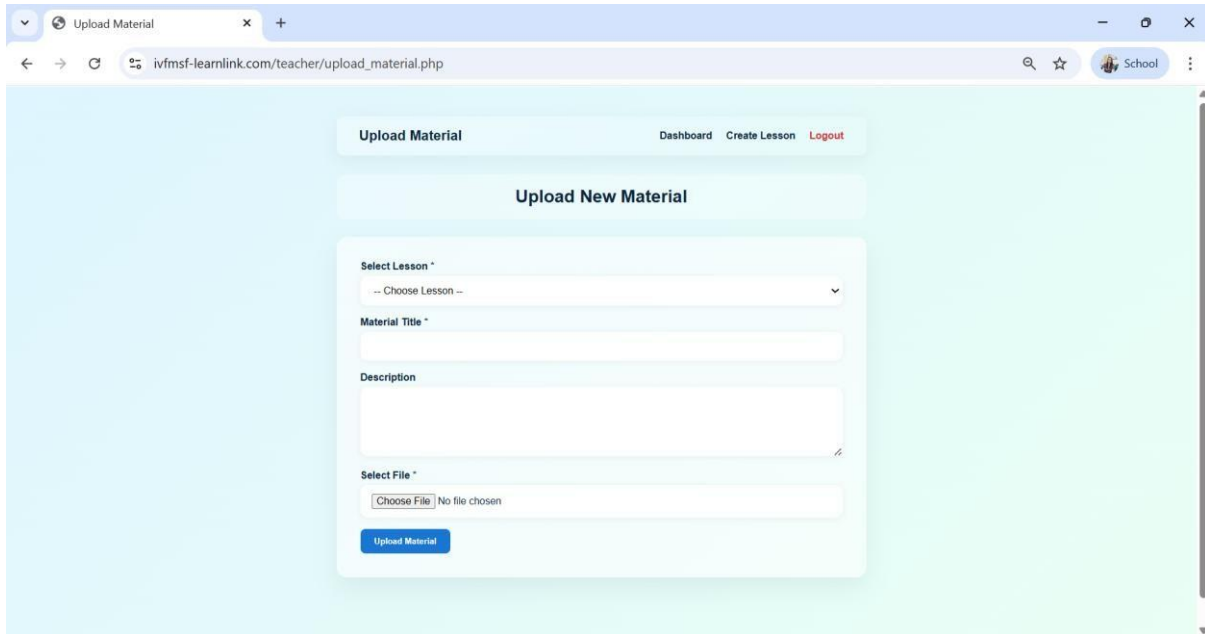 Upload Material
ivfmsf-learnlink.com/teacher/upload_material.php
School
Upload Material Dashboard Create Lesson Logout
Upload New Material
Select Lesson *
-- Choose Lesson --
Material Title *
Description
Select File *
Choose File No file chosen
Upload Material